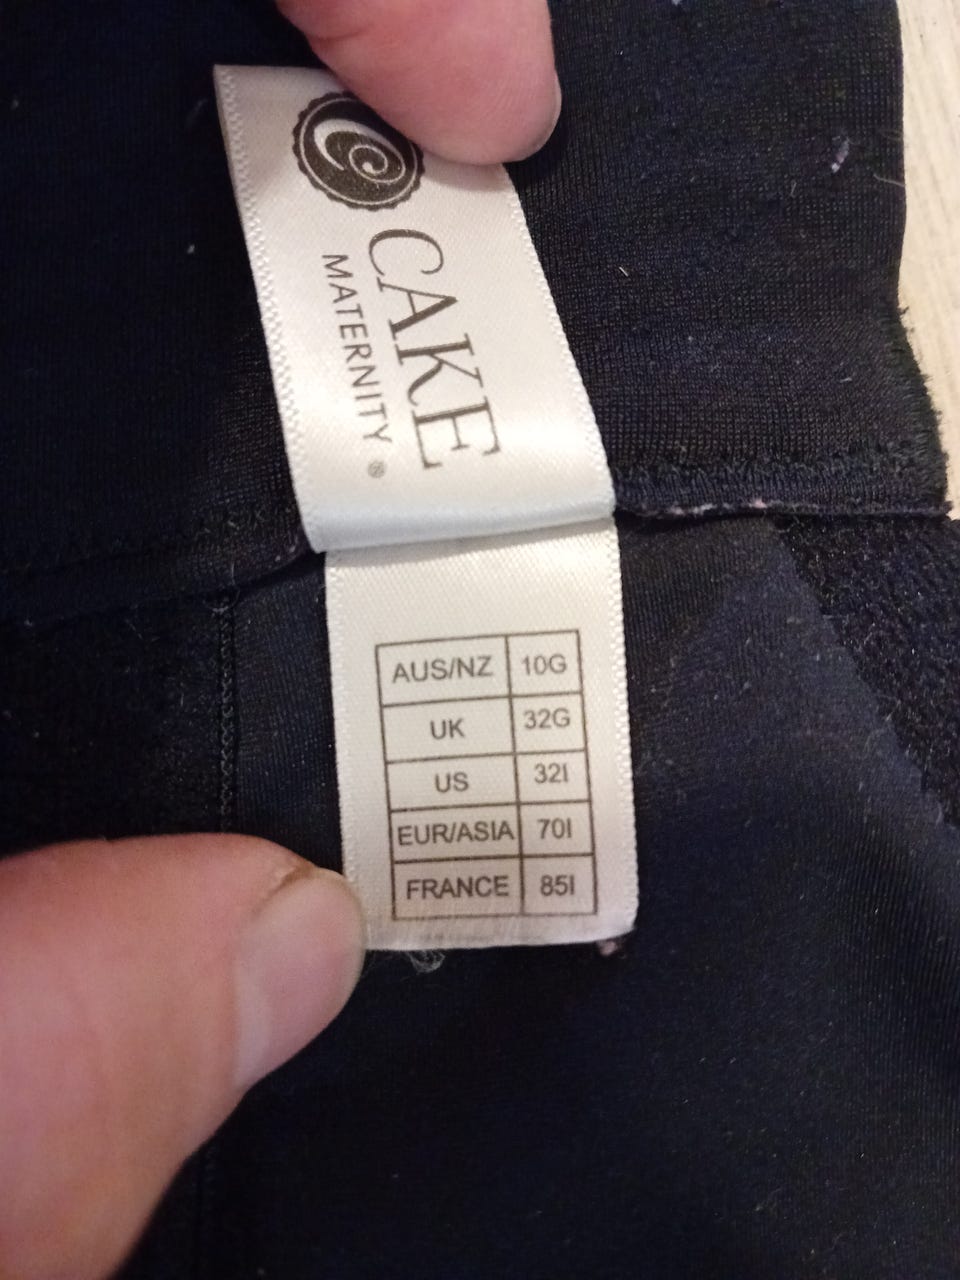 CAKE
MATERNITY®
AUS/NZ 10G
UK 32G
US 32I
EUR/ASIA 70I
FRANCE 85I